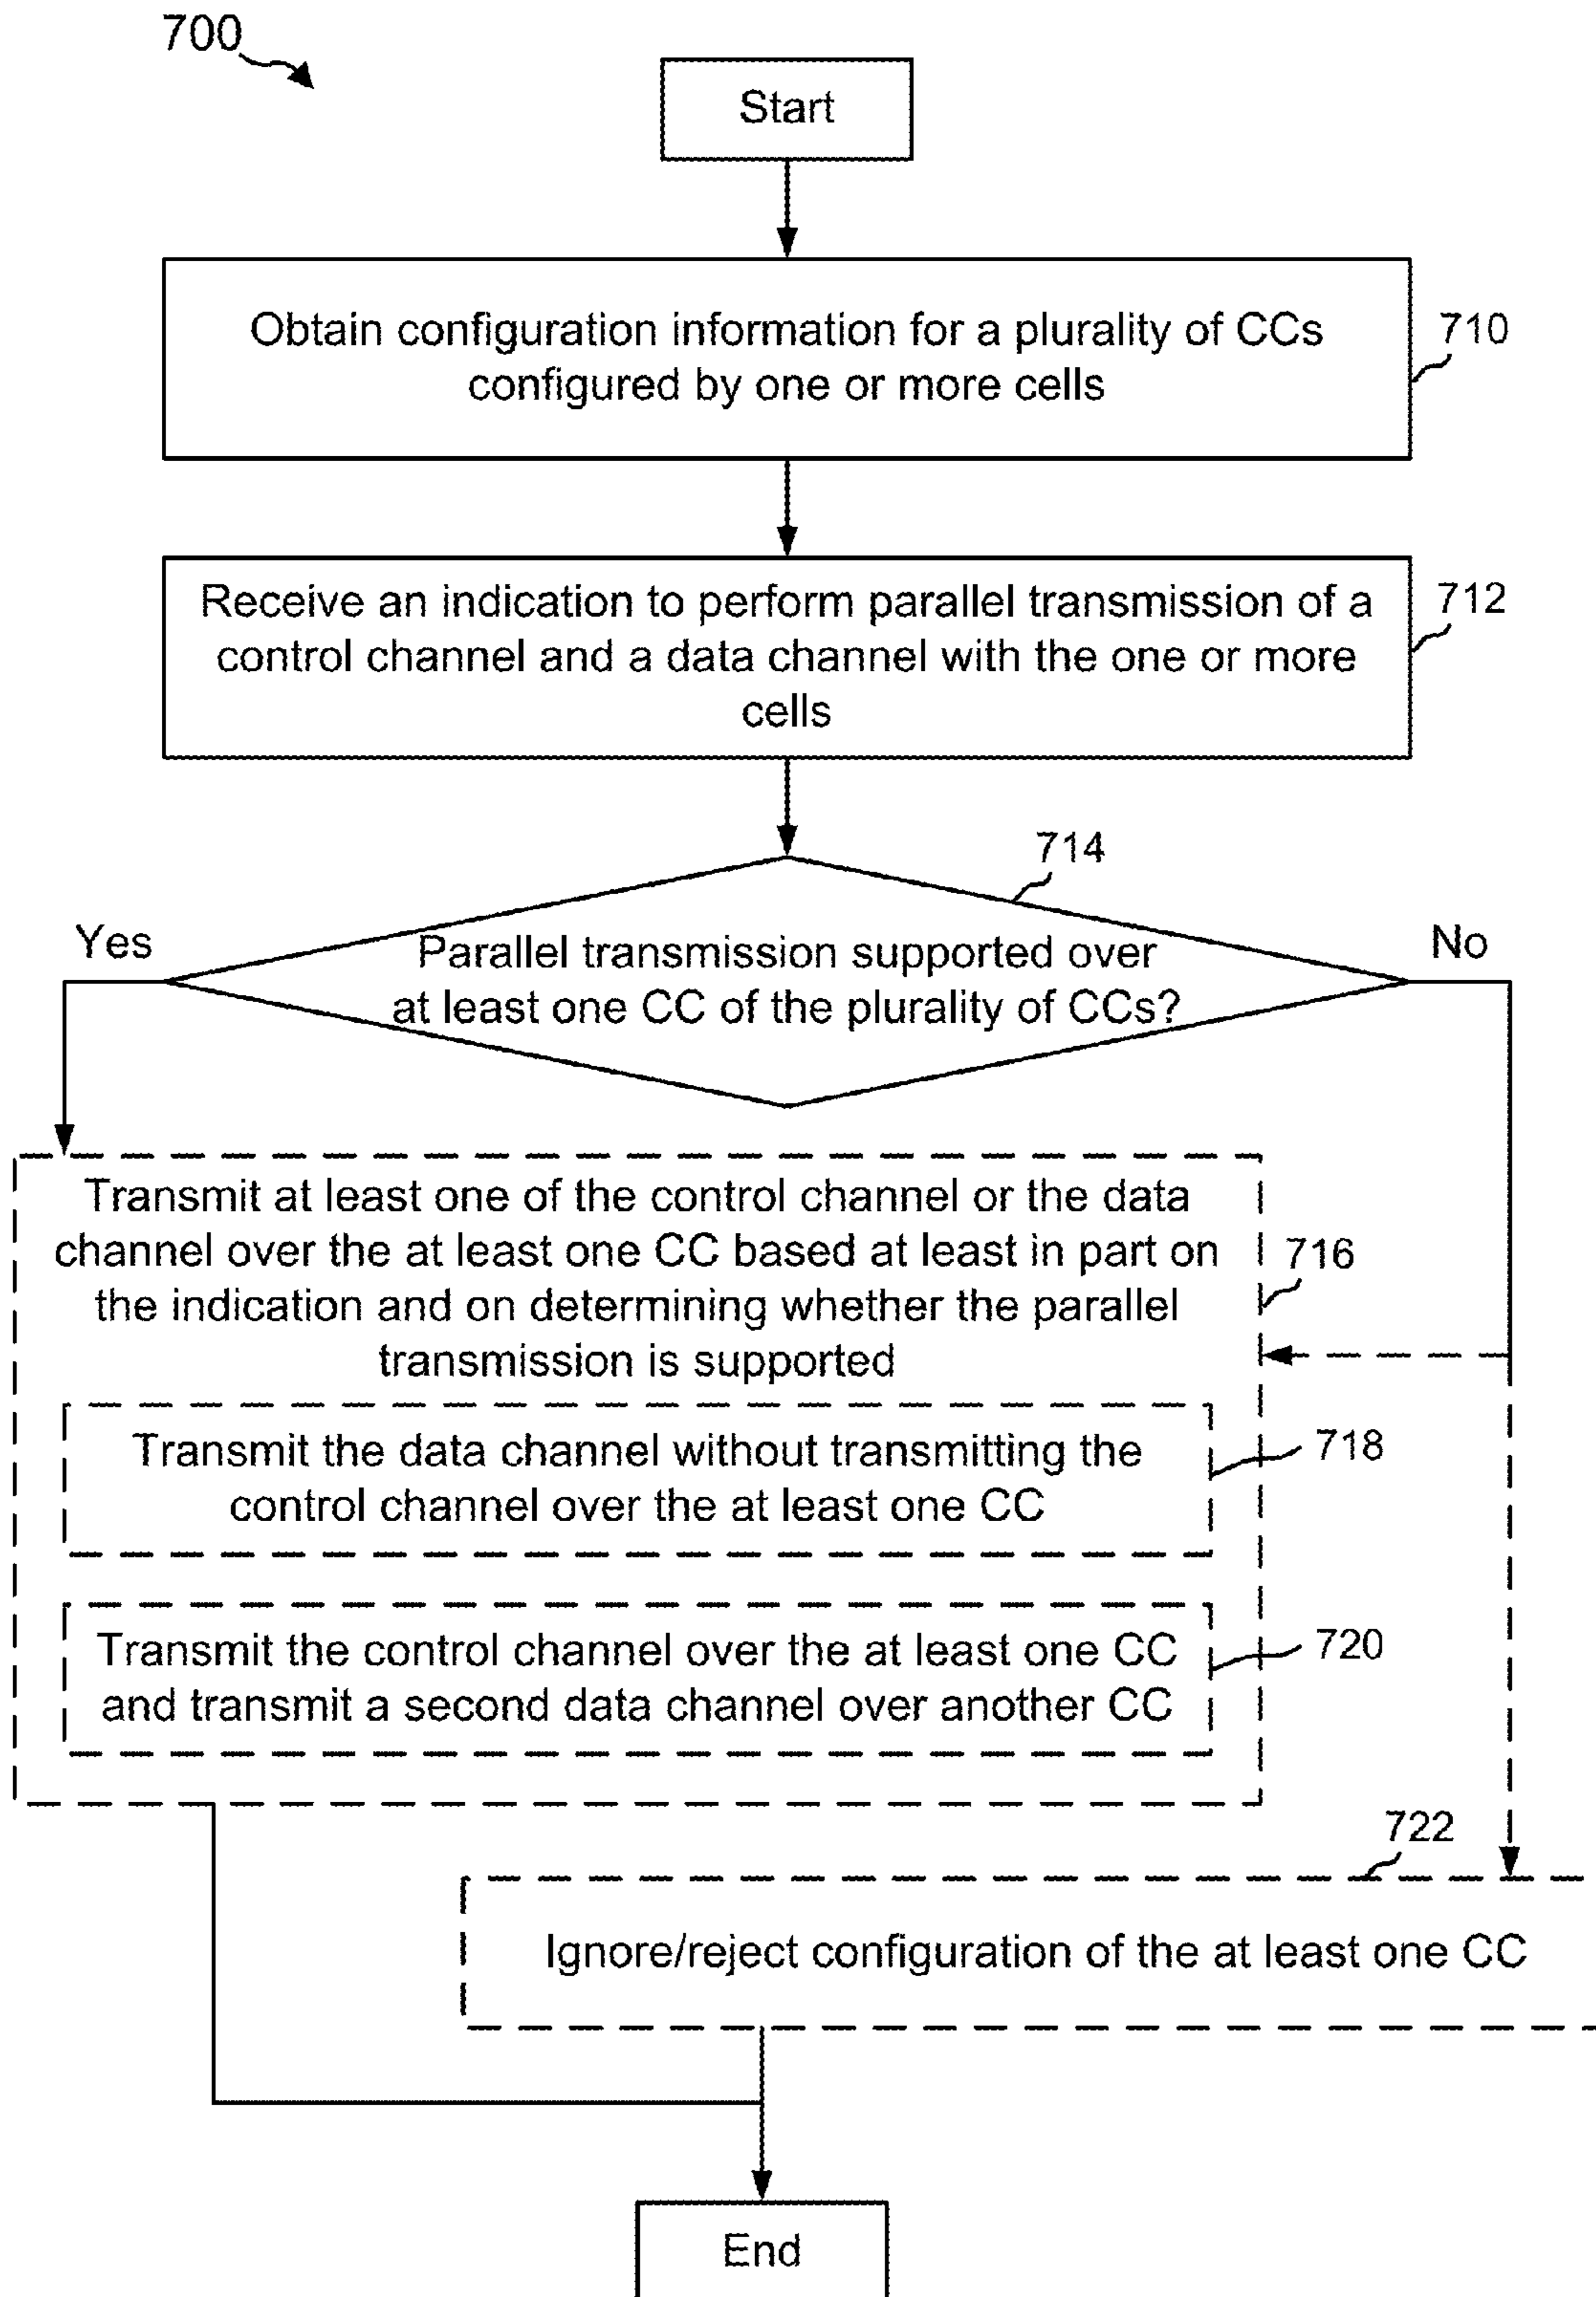 700
Start
Obtain configuration information for a plurality of CCs
configured by one or more cells
710
Receive an indication to perform parallel transmission of a
control channel and a data channel with the one or more
cells
712
714
Yes
No
Parallel transmission supported over
at least one CC of the plurality of CCs?
Transmit at least one of the control channel or the data
channel over the at least one CC based at least in part on
the indication and on determining whether the parallel
transmission is supported
716
Transmit the data channel without transmitting the
control channel over the at least one CC
718
Transmit the control channel over the at least one CC
and transmit a second data channel over another CC
720
722
Ignore/reject configuration of the at least one CC
End